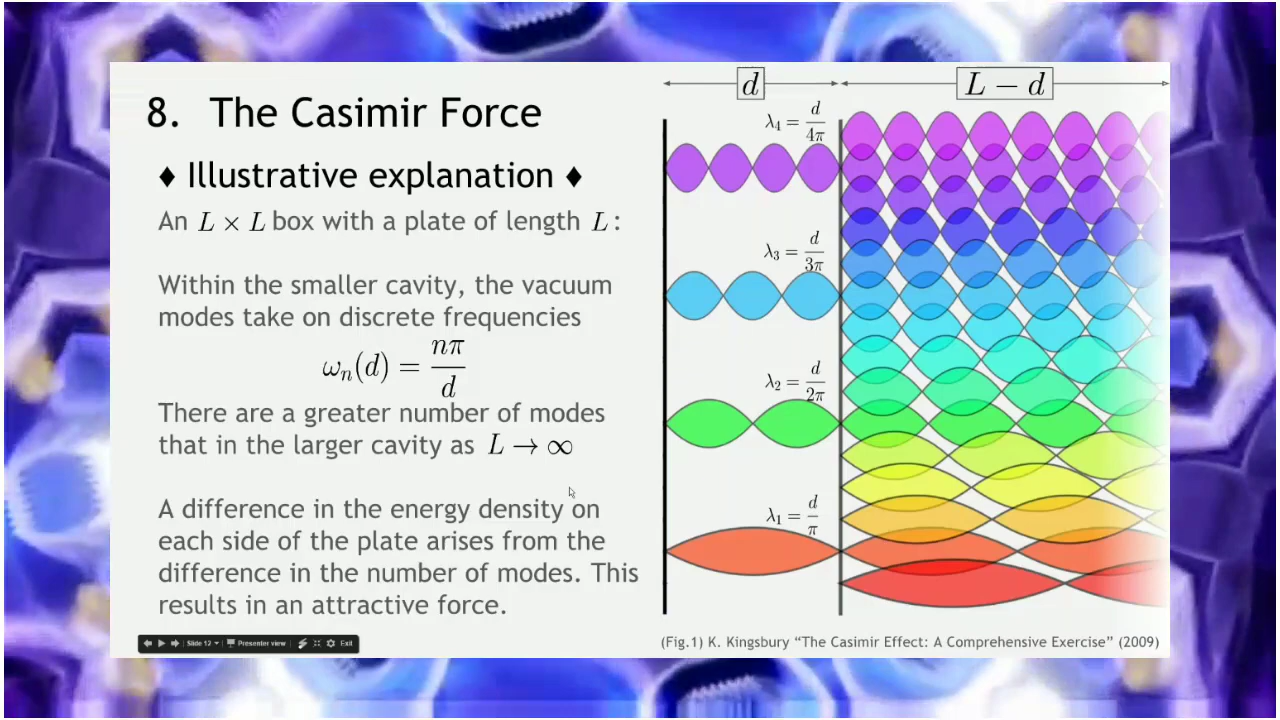 8. The Casimir Force
♦ Illustrative explanation ♦
An L × L box with a plate of length L :
Within the smaller cavity, the vacuum
modes take on discrete frequencies
ωₙ(d) = nπ/d
There are a greater number of modes
that in the larger cavity as L → ∞
A difference in the energy density on
each side of the plate arises from the
difference in the number of modes. This
results in an attractive force.
Slide 12 Presenter view Exit
d
L − d
λ₄ = d/4π
λ₃ = d/3π
λ₂ = d/2π
λ₁ = d/π
(Fig.1) K. Kingsbury “The Casimir Effect: A Comprehensive Exercise” (2009)